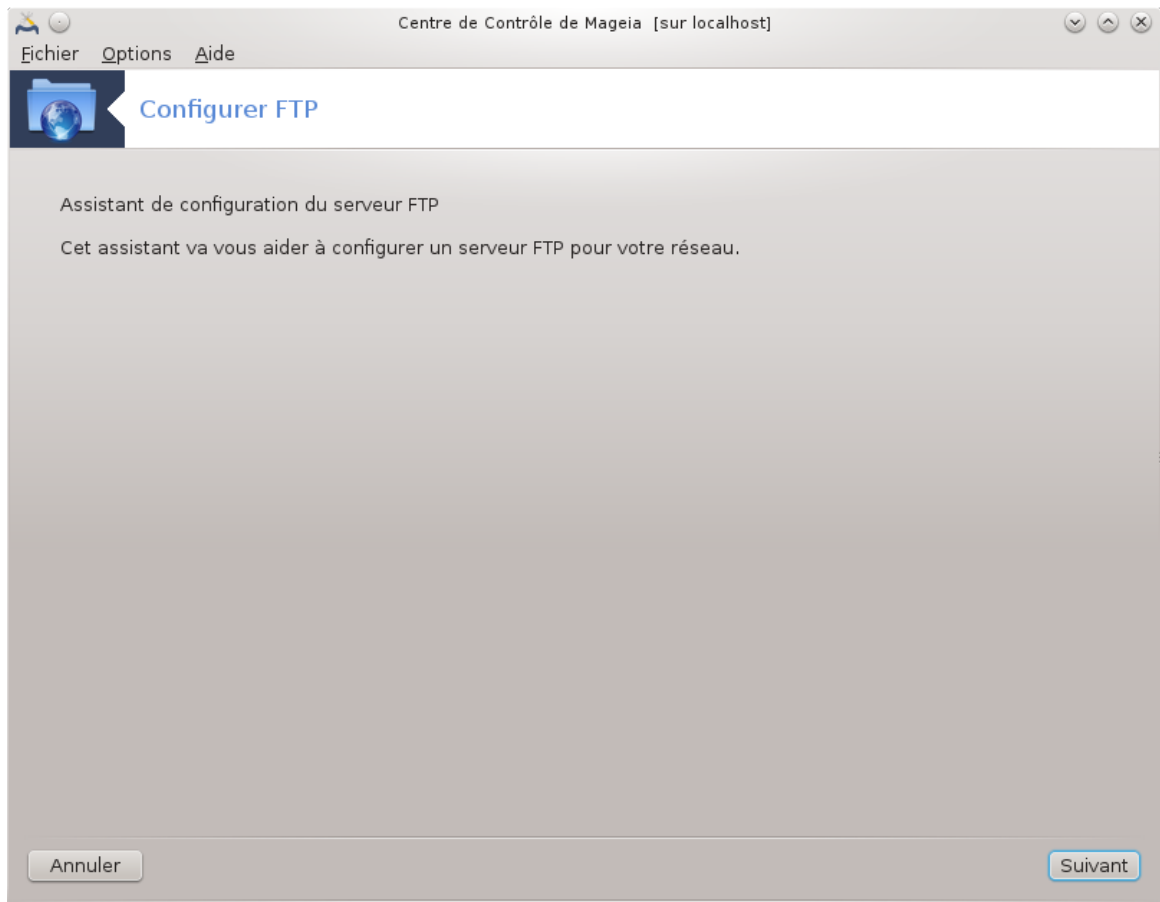 Centre de Contrôle de Mageia [sur localhost]
Fichier Options Aide
Configurer FTP
Assistant de configuration du serveur FTP
Cet assistant va vous aider à configurer un serveur FTP pour votre réseau.
Annuler Suivant